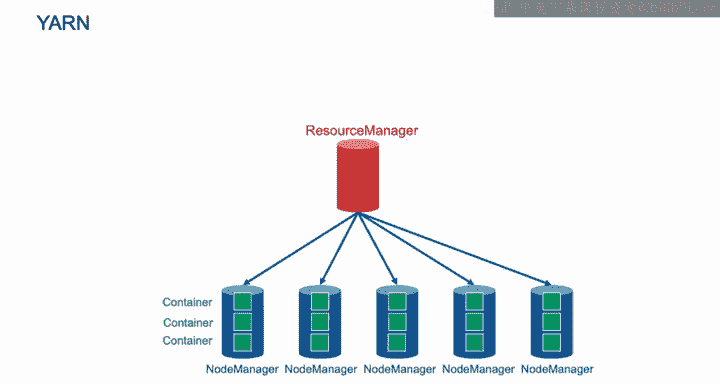 YARN
ResourceManager
Container
Container
Container
NodeManager NodeManager NodeManager NodeManager NodeManager